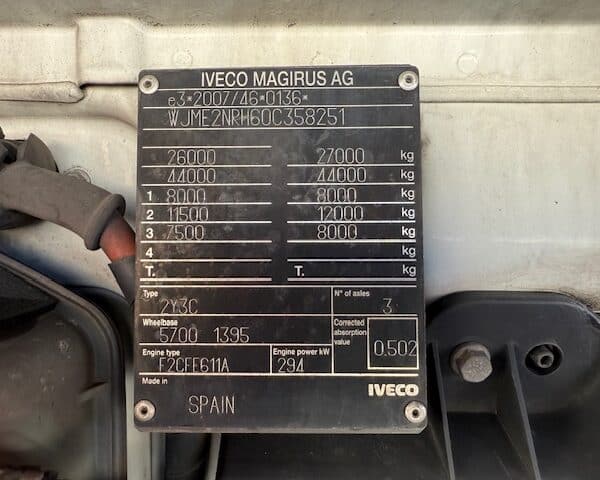 IVECO MAGIRUS AG
e3*2007/46*0136*
WJME2NRH60C358251
26000 27000 kg
44000 44000 kg
1 8000 8000 kg
2 11500 12000 kg
3 7500 8000 kg
4 kg
T. T. kg
Type N° of axles
2Y3C 3
Wheelbase Corrected absorption value
5700 1395 0.502
Engine type Engine power kW
F2CFE611A 294
Made in IVECO
SPAIN